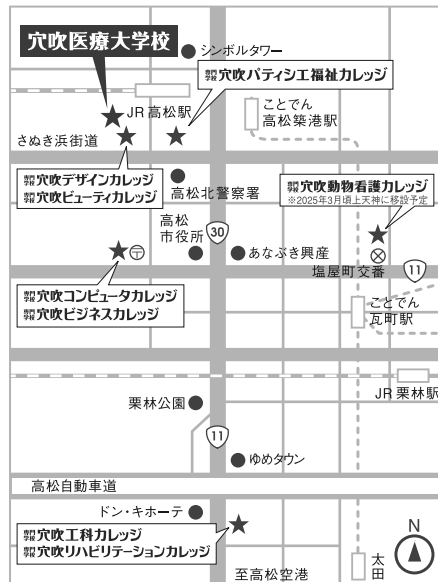 穴吹医療大学校
シンボルタワー
専門学校 穴吹パティシエ福祉カレッジ
JR高松駅
ことでん
高松築港駅
さぬき浜街道
専門学校 穴吹デザインカレッジ
専門学校 穴吹ビューティカレッジ
高松北警察署
専門学校 穴吹動物看護カレッジ
※2025年3月頃上天神に移設予定
高松
市役所
30
あなぶき興産
塩屋町交番
11
専門学校 穴吹コンピュータカレッジ
専門学校 穴吹ビジネスカレッジ
ことでん
瓦町駅
JR栗林駅
栗林公園
11
ゆめタウン
高松自動車道
ドン・キホーテ
専門学校 穴吹工科カレッジ
専門学校 穴吹リハビリテーションカレッジ
至高松空港
太田
N